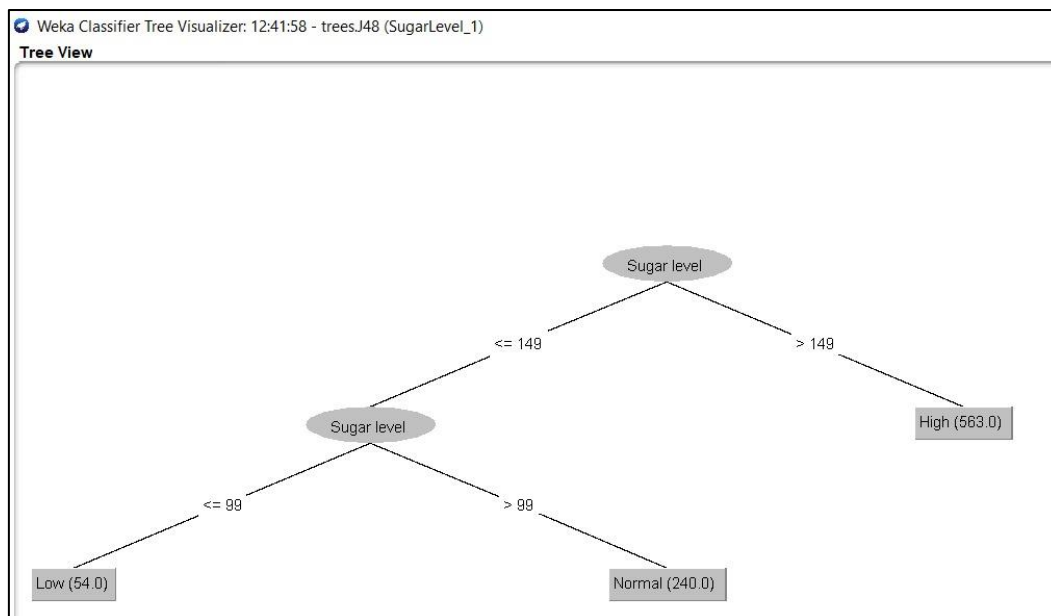 Weka Classifier Tree Visualizer: 12:41:58 - trees.J48 (SugarLevel_1)
Tree View
Sugar level
<= 149
> 149
Sugar level
High (563.0)
<= 99
> 99
Low (54.0)
Normal (240.0)